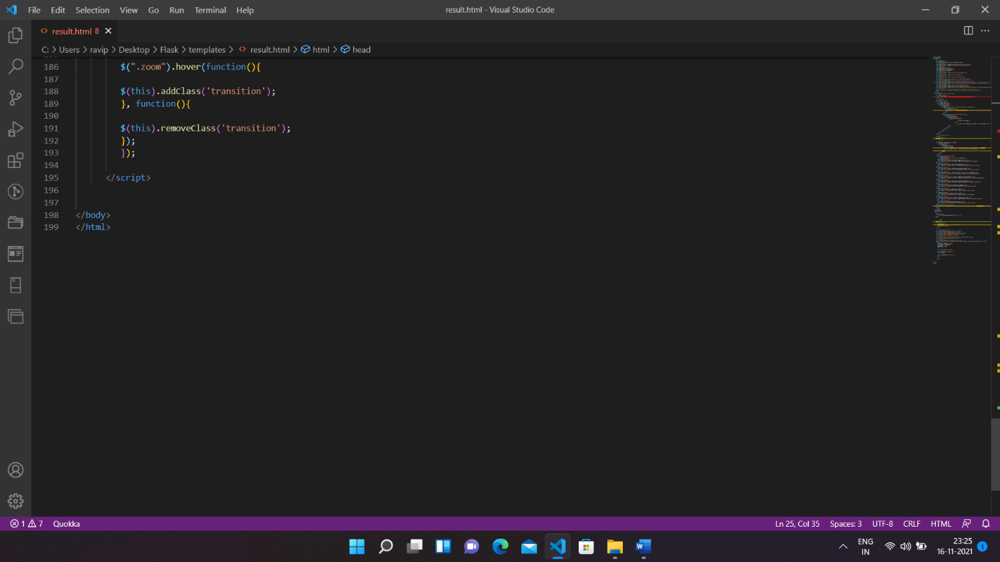 File Edit Selection View Go Run Terminal Help
result.html - Visual Studio Code
result.html 8
C: > Users > ravip > Desktop > Flask > templates > result.html > html > head
186 $(".zoom").hover(function(){
187
188 $(this).addClass('transition');
189 }, function(){
190
191 $(this).removeClass('transition');
192 });
193 });
194
195 </script>
196
197
198 </body>
199 </html>
1 7 Quokka
Ln 25, Col 35 Spaces: 3 UTF-8 CRLF HTML
ENG
IN
23:25
16-11-2021
1